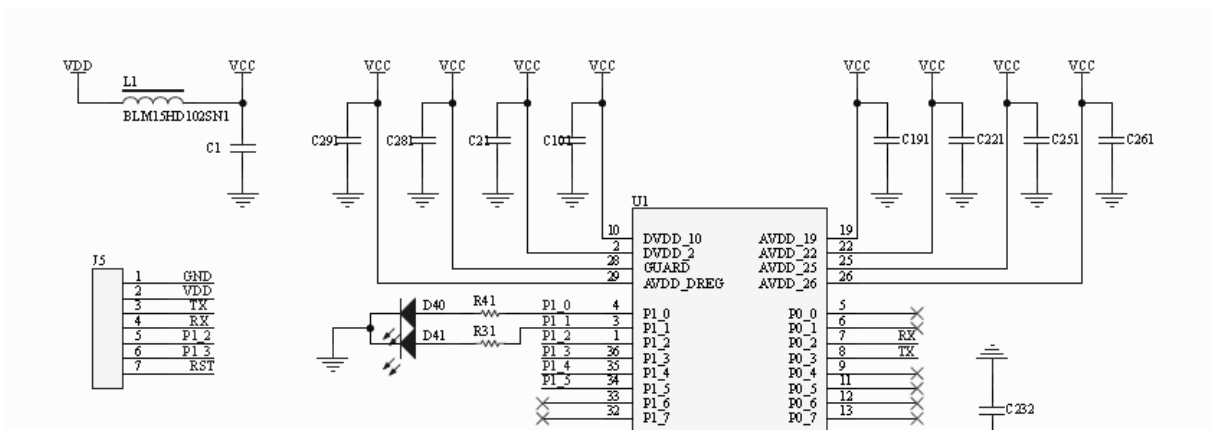 VDD VCC VCC VCC VCC VCC VCC VCC VCC VCC
L1
BLM15HD102SN1
C1 C291 C281 C21 C101 C191 C221 C251 C261
U1
10 DVDD_10 AVDD_19 19
2 DVDD_2 AVDD_22 22
28 GUARD AVDD_25 25
29 AVDD_DREG AVDD_26 26
J5
1 GND
2 VDD
3 TX
4 RX
5 P1_2
6 P1_3
7 RST
D40 R41 P1_0 4 P1_0 P0_0 5
P1_1 3 P1_1 P0_1 6
D41 R31 P1_2 1 P1_2 P0_2 7 RX
P1_3 36 P1_3 P0_3 8 TX
P1_4 35 P1_4 P0_4 9
P1_5 34 P1_5 P0_5 11
33 P1_6 P0_6 12
32 P1_7 P0_7 13
C232